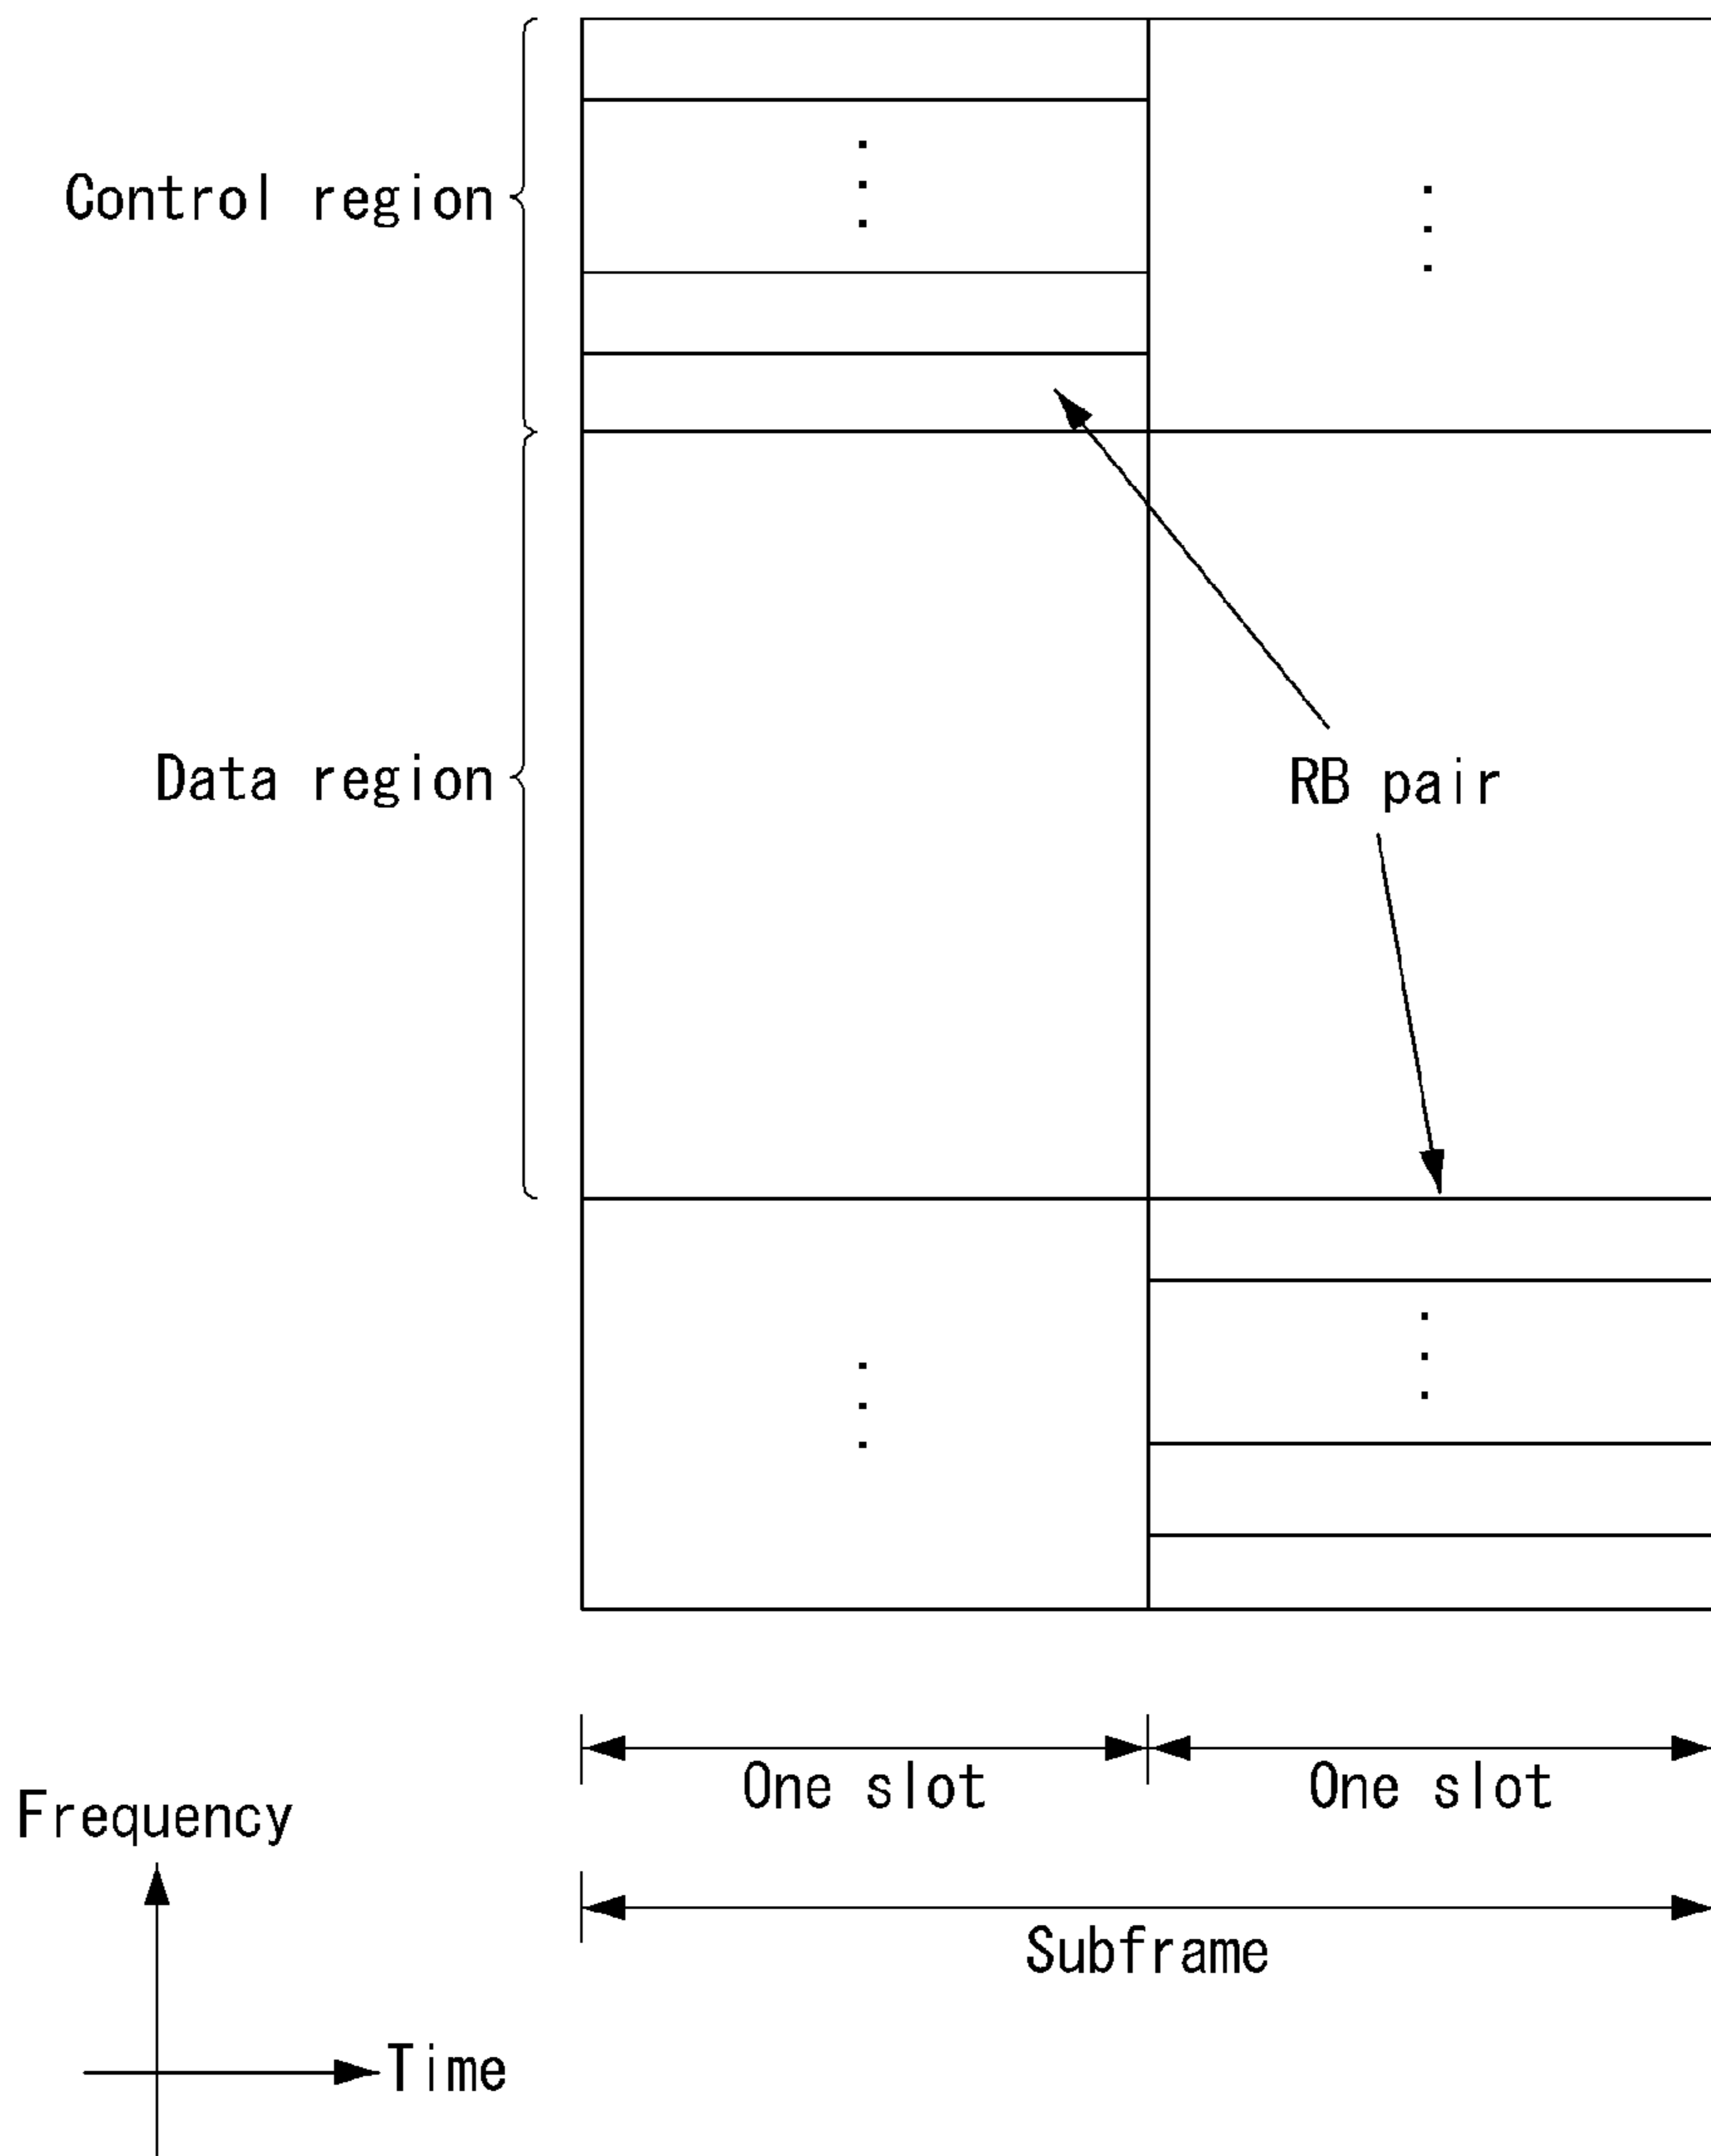 Control region
Data region
RB pair
One slot
One slot
Frequency
Subframe
Time